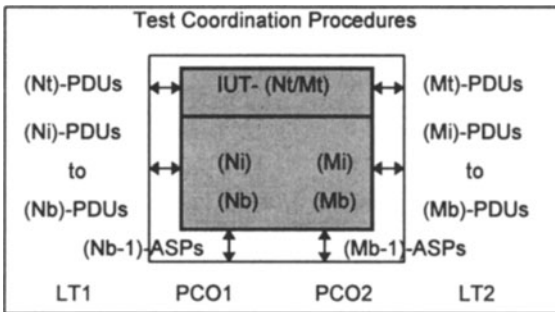 Test Coordination Procedures
(Nt)-PDUs IUT- (Nt/Mt) (Mt)-PDUs
(Ni)-PDUs (Mi)-PDUs
to (Ni) (Mi) to
(Nb)-PDUs (Nb) (Mb) (Mb)-PDUs
(Nb-1)-ASPs (Mb-1)-ASPs
LT1 PCO1 PCO2 LT2